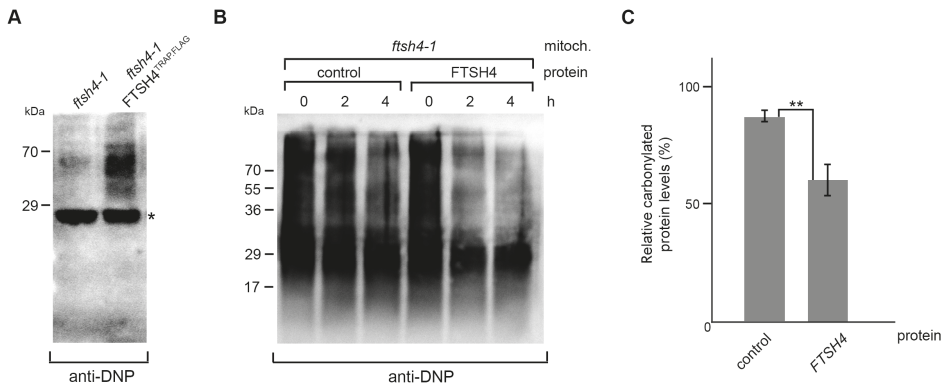 A
ftsh4-1
ftsh4-1
FTSH4TRAP,FLAG
kDa
70
29
*
anti-DNP
B
ftsh4-1 mitoch.
control FTSH4 protein
0 2 4 0 2 4 h
kDa
70
55
36
29
17
anti-DNP
C
Relative carbonylated
protein levels (%)
100
50
0
**
control
FTSH4
protein